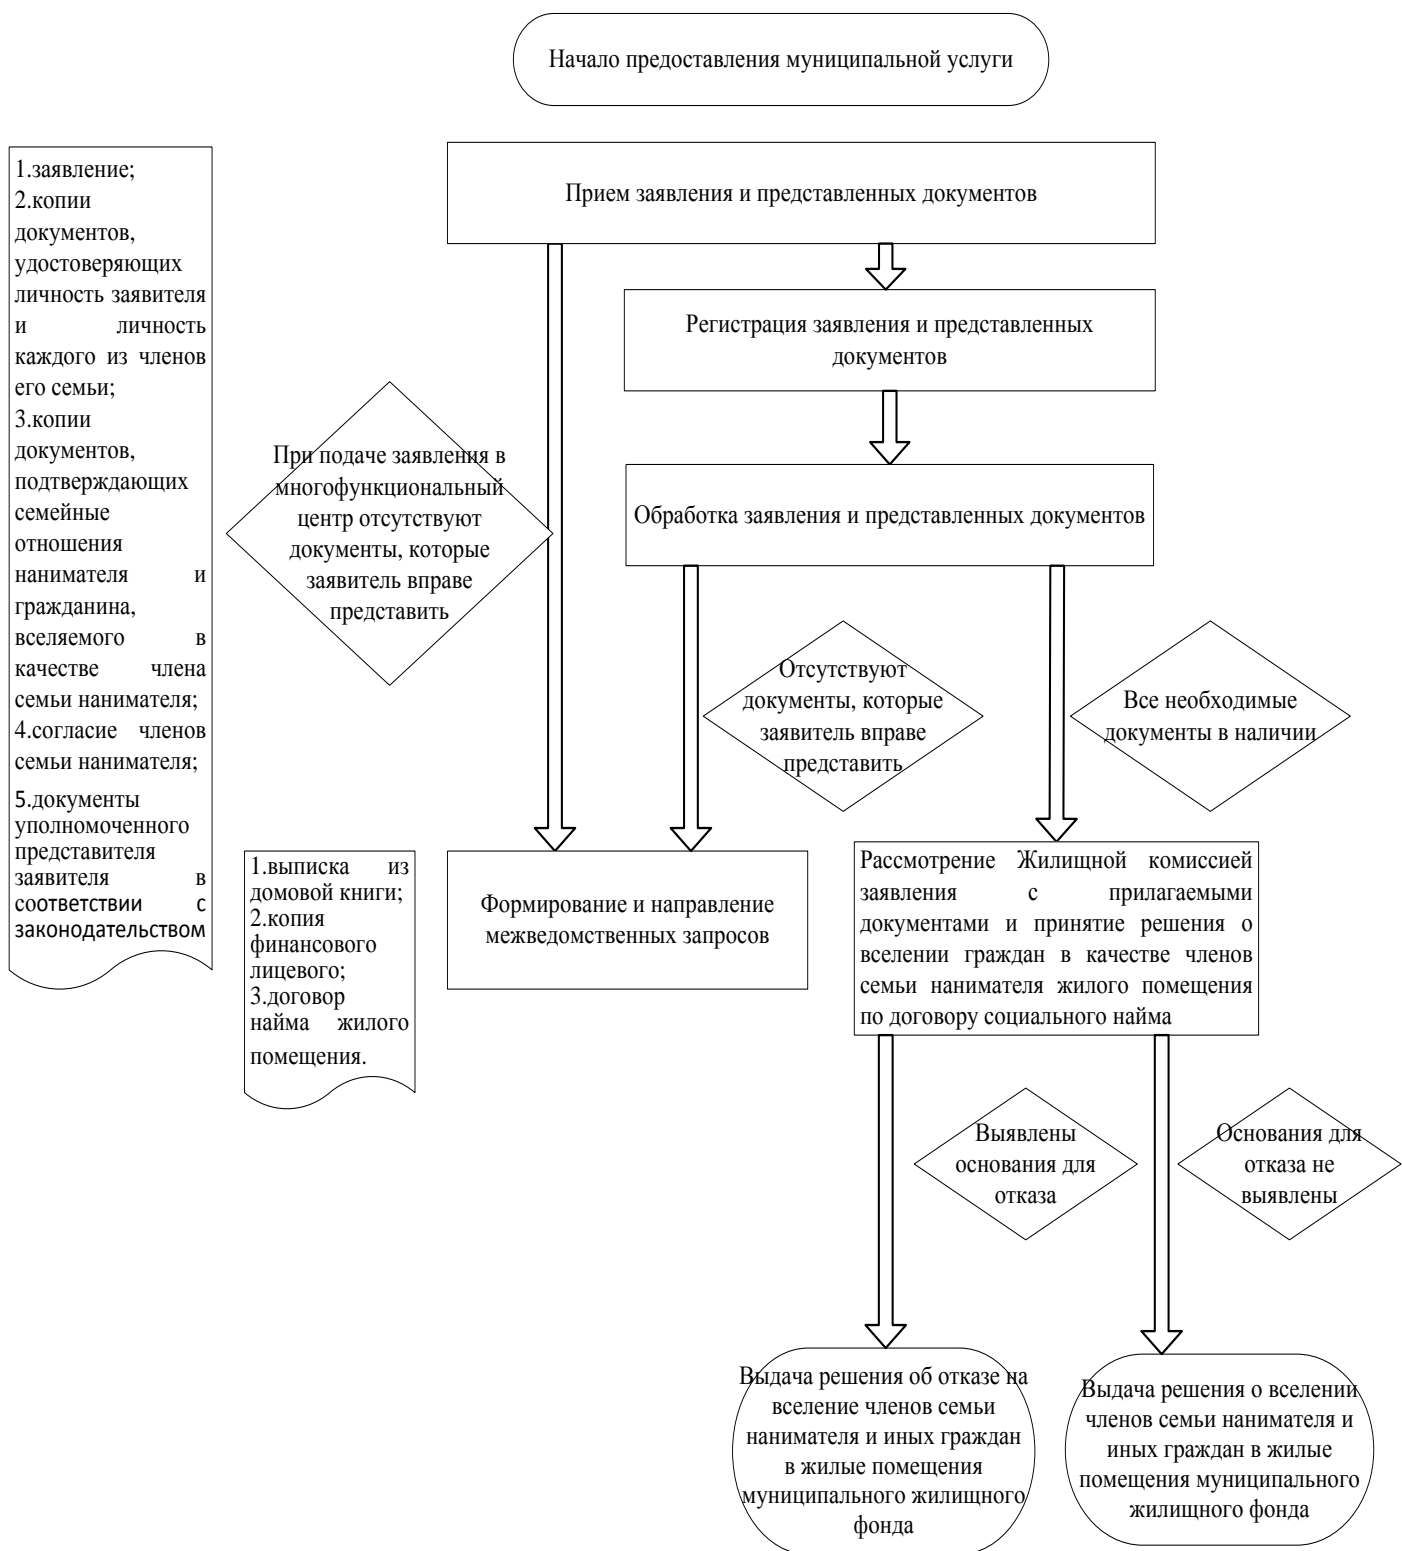 Начало предоставления муниципальной услуги
Прием заявления и представленных документов
1.заявление;
2.копии
документов,
удостоверяющих
личность заявителя
и личность
каждого из членов
его семьи;
3.копии
документов,
подтверждающих
семейные
отношения
нанимателя и
гражданина,
вселяемого в
качестве члена
семьи нанимателя;
4.согласие членов
семьи нанимателя;
5.документы
уполномоченного
представителя
заявителя в
соответствии с
законодательством
Регистрация заявления и представленных
документов
При подаче заявления в
многофункциональный
центр отсутствуют
документы, которые
заявитель вправе
представить
Обработка заявления и представленных документов
Отсутствуют
документы, которые
заявитель вправе
представить
Все необходимые
документы в наличии
1.выписка из
домовой книги;
2.копия
финансового
лицевого;
3.договор
найма жилого
помещения.
Формирование и направление
межведомственных запросов
Рассмотрение Жилищной комиссией
заявления с прилагаемыми
документами и принятие решения о
вселении граждан в качестве членов
семьи нанимателя жилого помещения
по договору социального найма
Выявлены
основания для
отказа
Основания для
отказа не
выявлены
Выдача решения об отказе на
вселение членов семьи
нанимателя и иных граждан
в жилые помещения
муниципального жилищного
фонда
Выдача решения о вселении
членов семьи нанимателя и
иных граждан в жилые
помещения муниципального
жилищного фонда